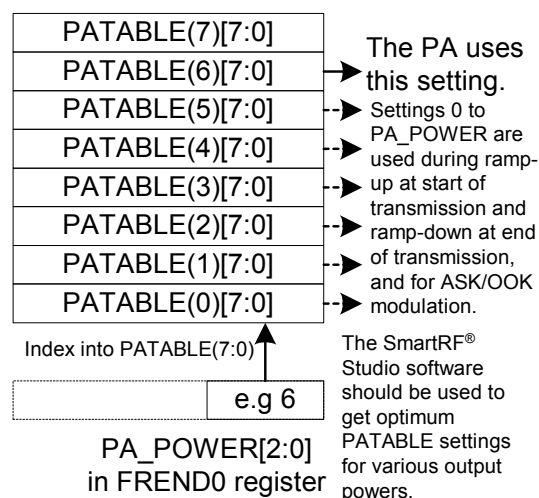 PATABLE(7)[7:0]
PATABLE(6)[7:0]
PATABLE(5)[7:0]
PATABLE(4)[7:0]
PATABLE(3)[7:0]
PATABLE(2)[7:0]
PATABLE(1)[7:0]
PATABLE(0)[7:0]
The PA uses
this setting.
Settings 0 to
PA_POWER are
used during ramp-
up at start of
transmission and
ramp-down at end
of transmission,
and for ASK/OOK
modulation.
Index into PATABLE(7:0)
e.g 6
PA_POWER[2:0]
in FREND0 register
The SmartRF®
Studio software
should be used to
get optimum
PATABLE settings
for various output
powers.